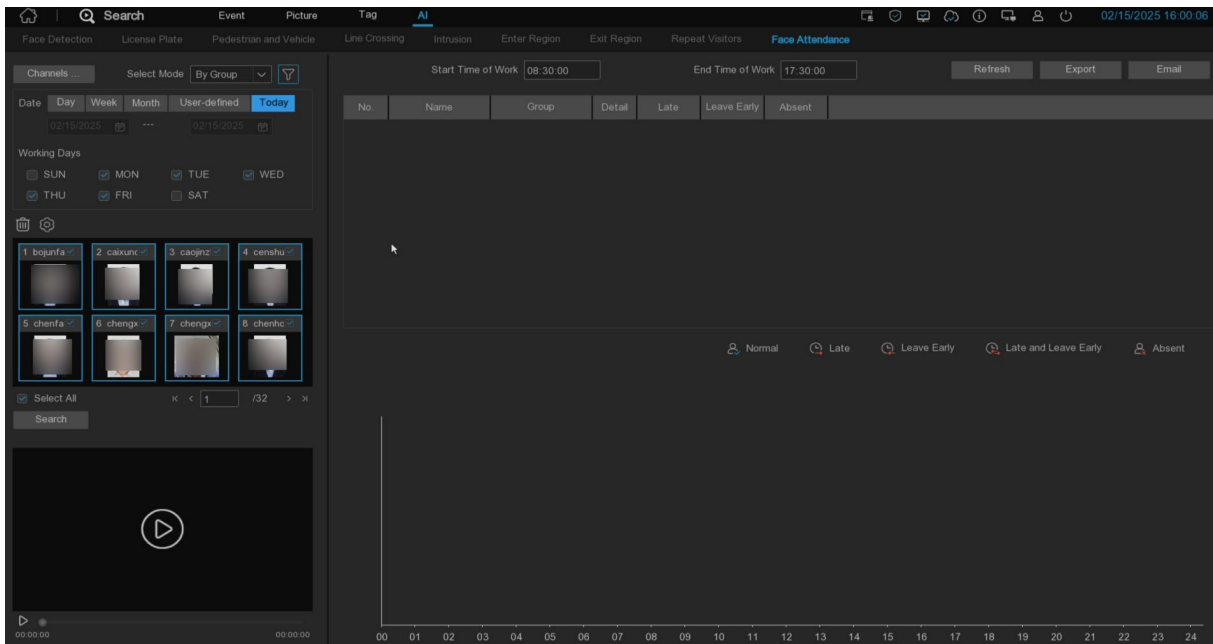 Search Event Picture Tag AI 02/15/2025 16:00:06
Face Detection License Plate Pedestrian and Vehicle Line Crossing Intrusion Enter Region Exit Region Repeat Visitors Face Attendance
Channels ... Select Mode By Group
Start Time of Work 08:30:00 End Time of Work 17:30:00 Refresh Export Email
Date Day Week Month User-defined Today
02/15/2025 --- 02/15/2025
No. Name Group Detail Late Leave Early Absent
Working Days
SUN MON TUE WED
THU FRI SAT
1 bojunfa 2 caixunc 3 caojinz 4 censhu
5 chenfa 6 chengx 7 chengx 8 chenhc
Normal Late Leave Early Late and Leave Early Absent
Select All 1 /32
Search
00:00:00 00:00:00
00 01 02 03 04 05 06 07 08 09 10 11 12 13 14 15 16 17 18 19 20 21 22 23 24